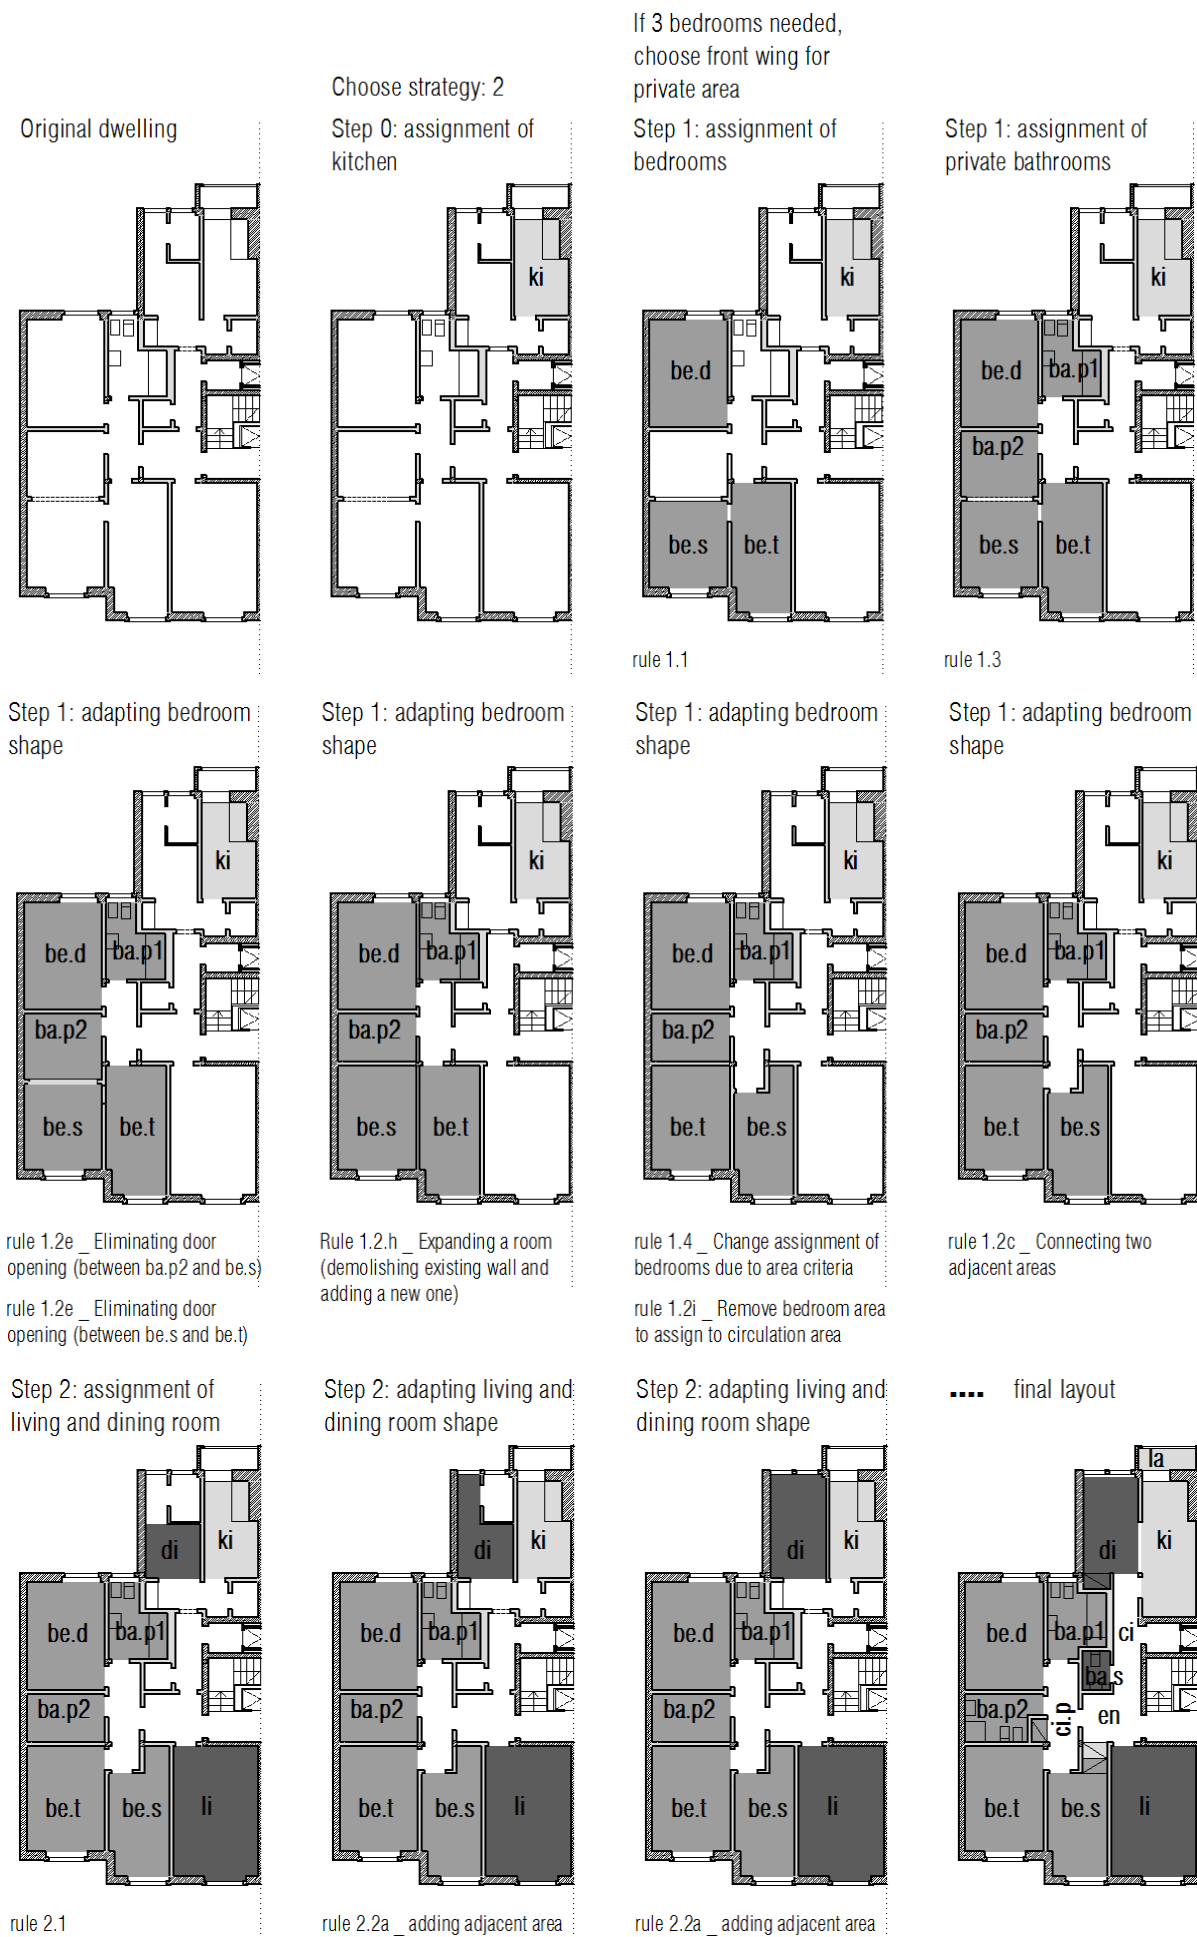 If 3 bedrooms needed,
choose front wing for
private area
Choose strategy: 2
Original dwelling
Step 0: assignment of
kitchen
Step 1: assignment of
bedrooms
Step 1: assignment of
private bathrooms
ki
ki
be.d
be.s
be.t
ki
be.d
ba.p1
ba.p2
be.s
be.t
rule 1.1
rule 1.3
Step 1: adapting bedroom
shape
Step 1: adapting bedroom
shape
Step 1: adapting bedroom
shape
Step 1: adapting bedroom
shape
ki
be.d
ba.p1
ba.p2
be.s
be.t
ki
be.d
ba.p1
ba.p2
be.s
be.t
ki
be.d
ba.p1
ba.p2
be.t
be.s
ki
be.d
ba.p1
ba.p2
be.t
be.s
rule 1.2e _ Eliminating door
opening (between ba.p2 and be.s)
rule 1.2e _ Eliminating door
opening (between be.s and be.t)
Rule 1.2.h _ Expanding a room
(demolishing existing wall and
adding a new one)
rule 1.4 _ Change assignment of
bedrooms due to area criteria
rule 1.2i _ Remove bedroom area
to assign to circulation area
rule 1.2c _ Connecting two
adjacent areas
Step 2: assignment of
living and dining room
Step 2: adapting living and
dining room shape
Step 2: adapting living and
dining room shape
.... final layout
di
ki
be.d
ba.p1
ba.p2
be.t
be.s
li
di
ki
be.d
ba.p1
ba.p2
be.t
be.s
li
di
ki
be.d
ba.p1
ba.p2
be.t
be.s
li
la
di
ki
be.d
ba.p1
ci
ba.s
ba.p2
ci.p
en
be.t
be.s
li
rule 2.1
rule 2.2a _ adding adjacent area
rule 2.2a _ adding adjacent area